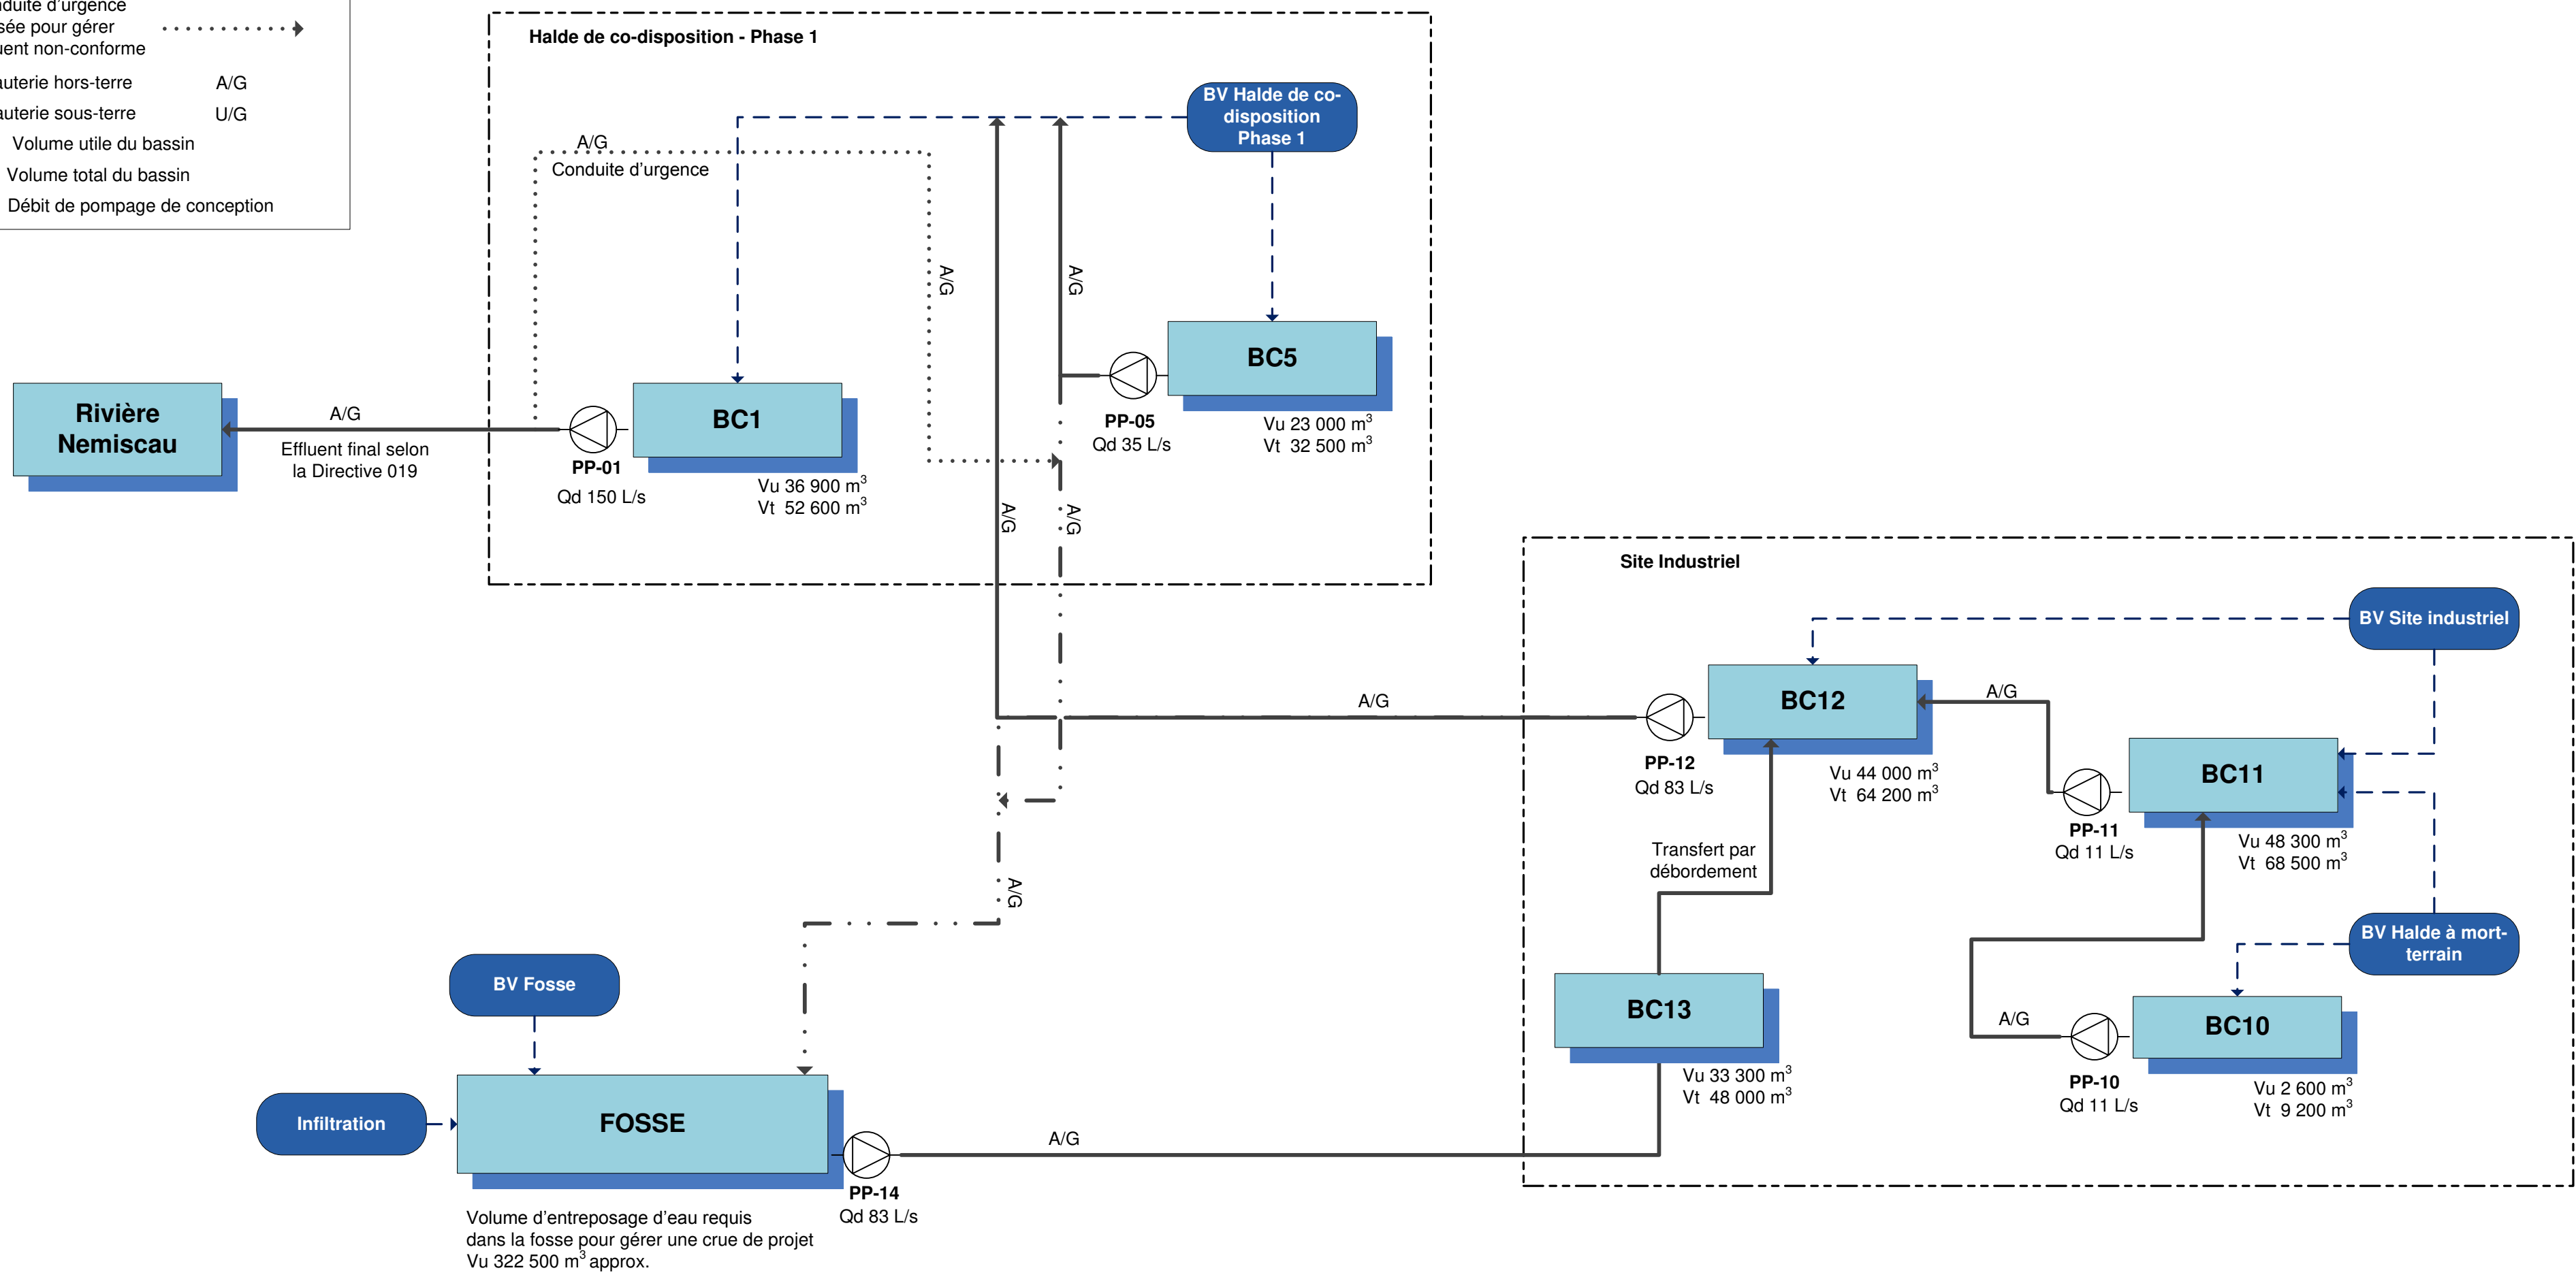 nduite d'urgence
sée pour gérer
uent non-conforme
auterie hors-terre A/G
auterie sous-terre U/G
Volume utile du bassin
Volume total du bassin
Débit de pompage de conception
Halde de co-disposition - Phase 1
BV Halde de co-
disposition
Phase 1
A/G
Conduite d'urgence
A/G
A/G
BC5
PP-05
Qd 35 L/s
Vu 23 000 m³
Vt 32 500 m³
Rivière
Nemiscau
A/G
Effluent final selon
la Directive 019
PP-01
Qd 150 L/s
BC1
Vu 36 900 m³
Vt 52 600 m³
A/G
A/G
Site Industriel
BV Site industriel
A/G
PP-12
Qd 83 L/s
BC12
Vu 44 000 m³
Vt 64 200 m³
A/G
PP-11
Qd 11 L/s
BC11
Vu 48 300 m³
Vt 68 500 m³
Transfert par
débordement
A/G
BV Halde à mort-
terrain
BC13
Vu 33 300 m³
Vt 48 000 m³
A/G
PP-10
Qd 11 L/s
BC10
Vu 2 600 m³
Vt 9 200 m³
BV Fosse
Infiltration
FOSSE
A/G
PP-14
Qd 83 L/s
Volume d'entreposage d'eau requis
dans la fosse pour gérer une crue de projet
Vu 322 500 m³ approx.